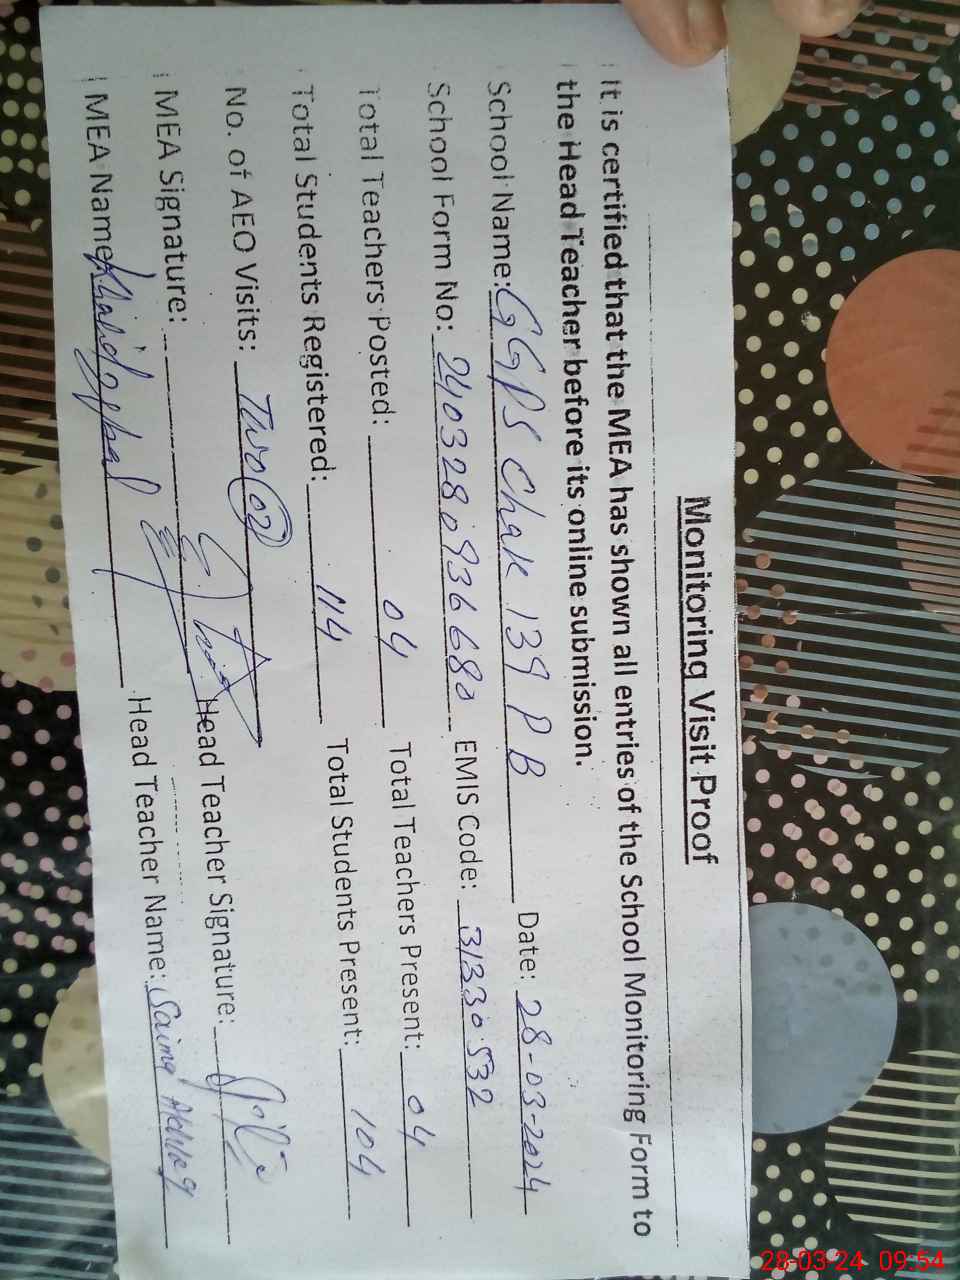 Monitoring Visit Proof
It is certified that the MEA has shown all entries of the School Monitoring Form to
the Head Teacher before its online submission.
School Name: GGPS Chak 139 PB Date: 28-03-2024
School Form No: 240328093668 EMIS Code: 31330532
Total Teachers Posted: 04 Total Teachers Present: 04
Total Students Registered: 114 Total Students Present: 104
No. of AEO Visits: Two (02)
MEA Signature: Head Teacher Signature:
MEA Name: Khalid Iqbal Head Teacher Name: Saima
28-03-24 09:54